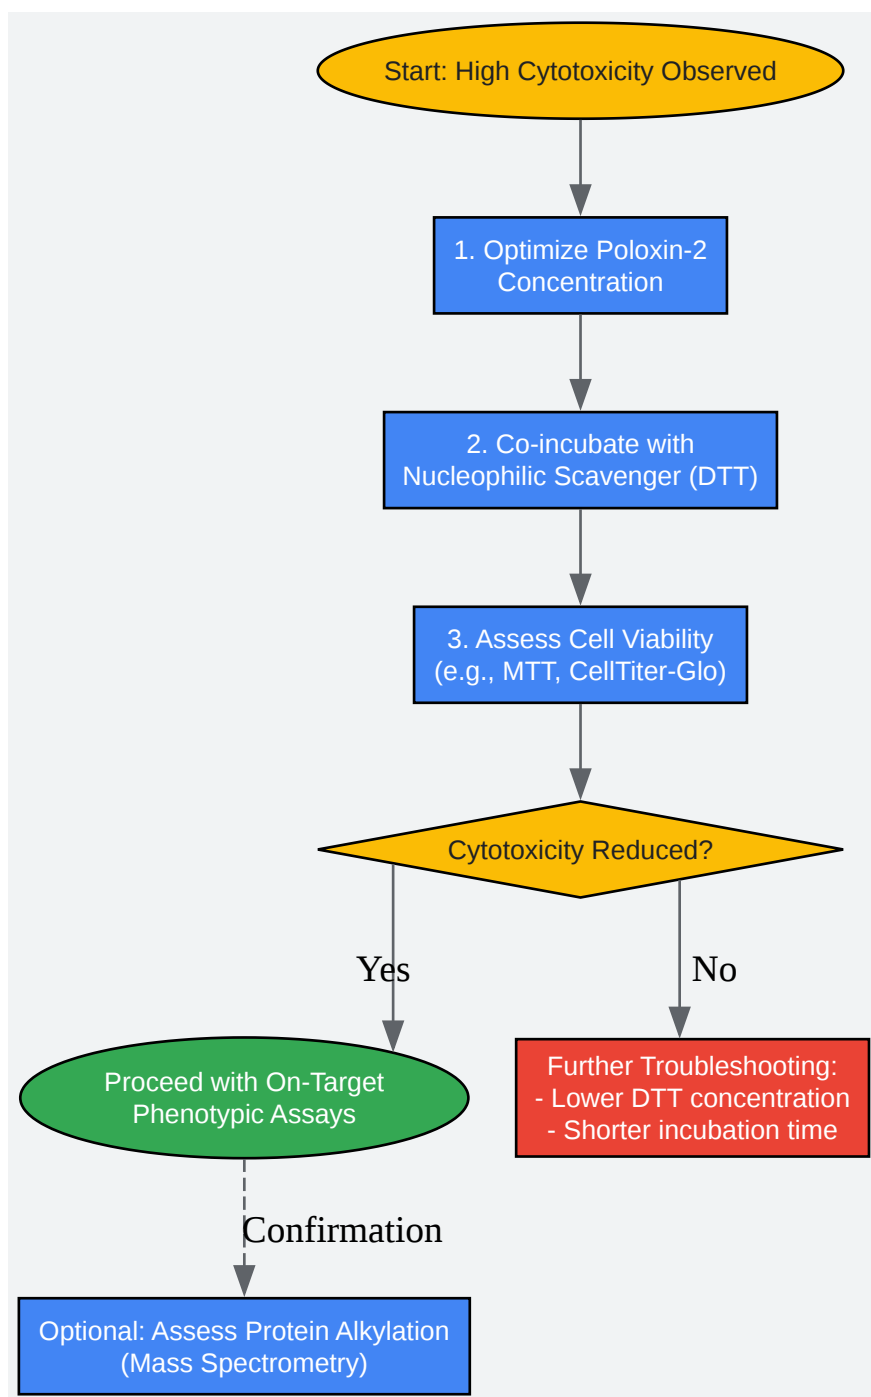 Start: High Cytotoxicity Observed
1. Optimize Poloxin-2
Concentration
2. Co-incubate with
Nucleophilic Scavenger (DTT)
3. Assess Cell Viability
(e.g., MTT, CellTiter-Glo)
Cytotoxicity Reduced?
Yes
No
Proceed with On-Target
Phenotypic Assays
Further Troubleshooting:
- Lower DTT concentration
- Shorter incubation time
Confirmation
Optional: Assess Protein Alkylation
(Mass Spectrometry)